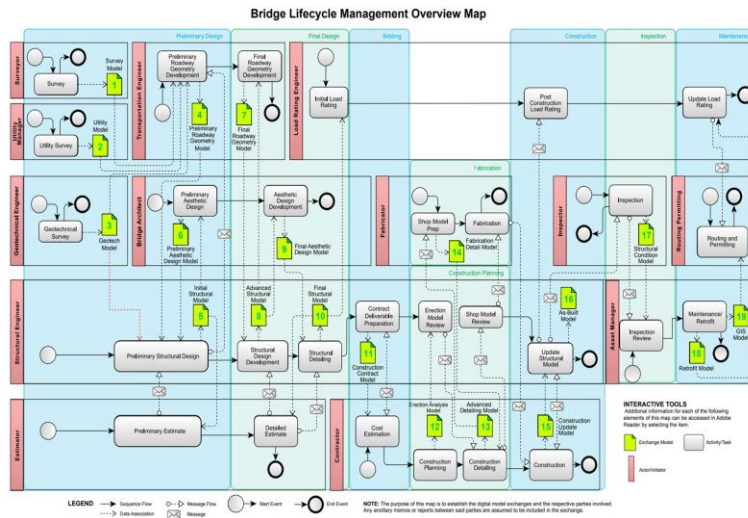 Bridge Lifecycle Management Overview Map
Preliminary Design
Final Design
Bidding
Construction
Inspection
Maintenance
Surveyor
Survey
Survey
Model
1
Transportation Engineer
Preliminary
Roadway
Geometry
Development
Final
Roadway
Geometry
Development
4
Preliminary
Roadway
Geometry
Model
7
Final
Roadway
Geometry Model
Load Rating Engineer
Initial Load
Rating
Post
Construction
Load Rating
Update Load
Rating
Utility
Manager
Utility Survey
Utility Model
2
Message
Message
Fabrication
Geotechnical Engineer
Geotechnical
Survey
3
Geotech
Model
Bridge Architect
Preliminary
Aesthetic
Design
Aesthetic
Design
Development
6
Preliminary
Aesthetic
Design Model
Message
9
Final Aesthetic
Design Model
Fabricator
Shop Model
Prep
Fabrication
Message
14
Fabrication
Detail Model
Inspector
Inspection
17
Structural
Condition
Model
Message
Routing Permitting
Routing and
Permitting
Construction Planning
Structural Engineer
Initial
Structural
Model
5
Advanced
Structural
Model
8
Final
Structural
Model
10
Preliminary Structural Design
Structural
Design
Development
Structural
Detailing
Contract
Deliverable
Preparation
11
Construction
Contract
Model
Erection
Model
Review
Shop Model
Review
16
As-Built
Model
Update
Structural
Model
Asset Manager
Message
Inspection
Review
Maintenance/
Retrofit
18
Retrofit Model
19
GIS Model
Message
Estimator
Preliminary Estimate
Detailed
Estimate
Contractor
Cost
Estimation
Erection Analysis
Model
12
Advanced
Detailing Model
13
15
Construction
Update
Model
Construction
Planning
Construction
Detailing
Construction
INTERACTIVE TOOLS
Additional information for each of the following
elements of this map can be accessed in Adobe
Reader by selecting the item.
Exchange Model
Activity/Task
Actor/Initiator
LEGEND
Sequence Flow
Message Flow
Start Event
End Event
Data Association
Message
NOTE: The purpose of this map is to establish the digital model exchanges and the respective parties involved.
Any ancillary memos or reports between said parties are assumed to be included in the exchange.